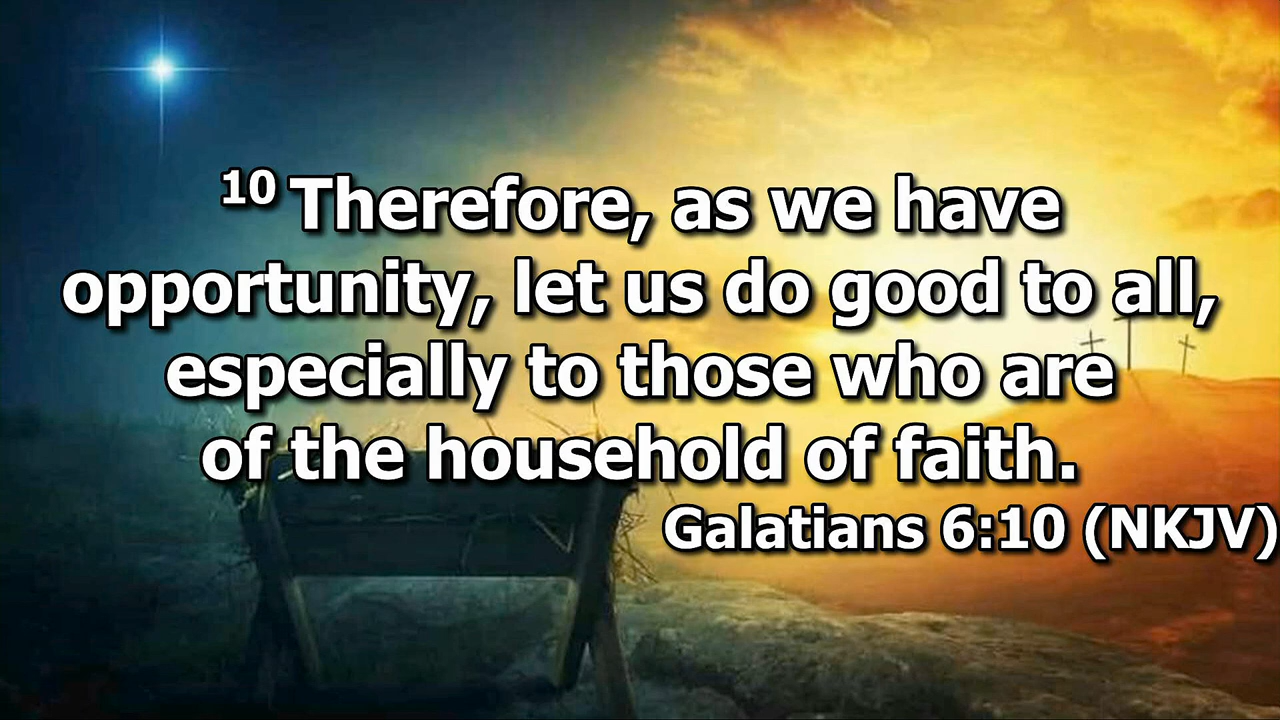 10 Therefore, as we have
opportunity, let us do good to all,
especially to those who are
of the household of faith.
Galatians 6:10 (NKJV)